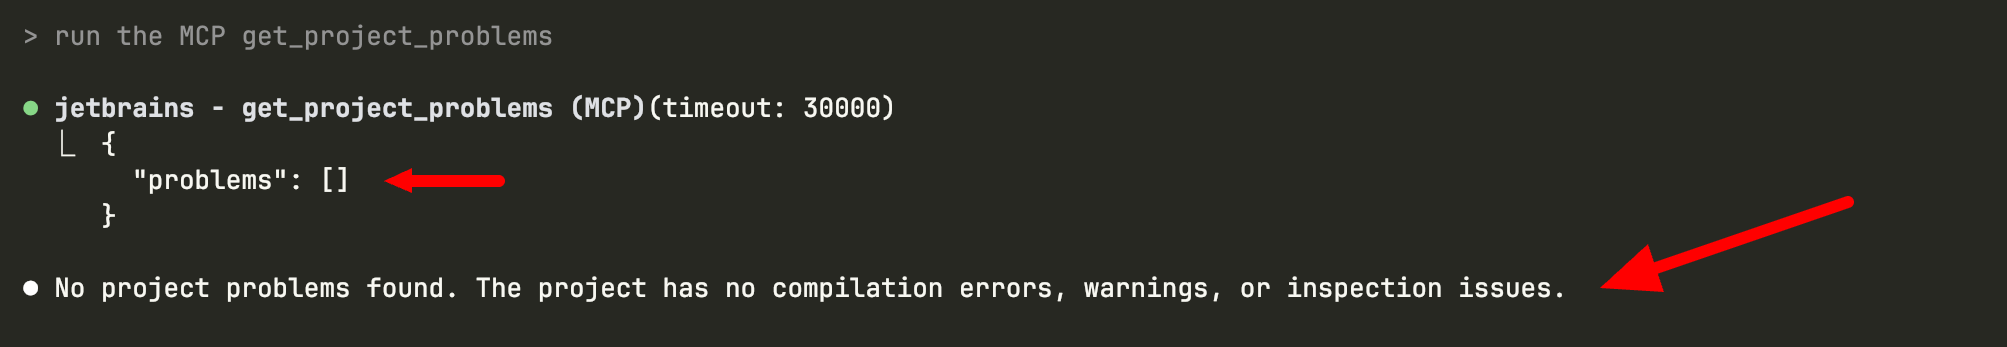 > run the MCP get_project_problems
● jetbrains - get_project_problems (MCP)(timeout: 30000)
⎿ {
"problems": []
}
● No project problems found. The project has no compilation errors, warnings, or inspection issues.